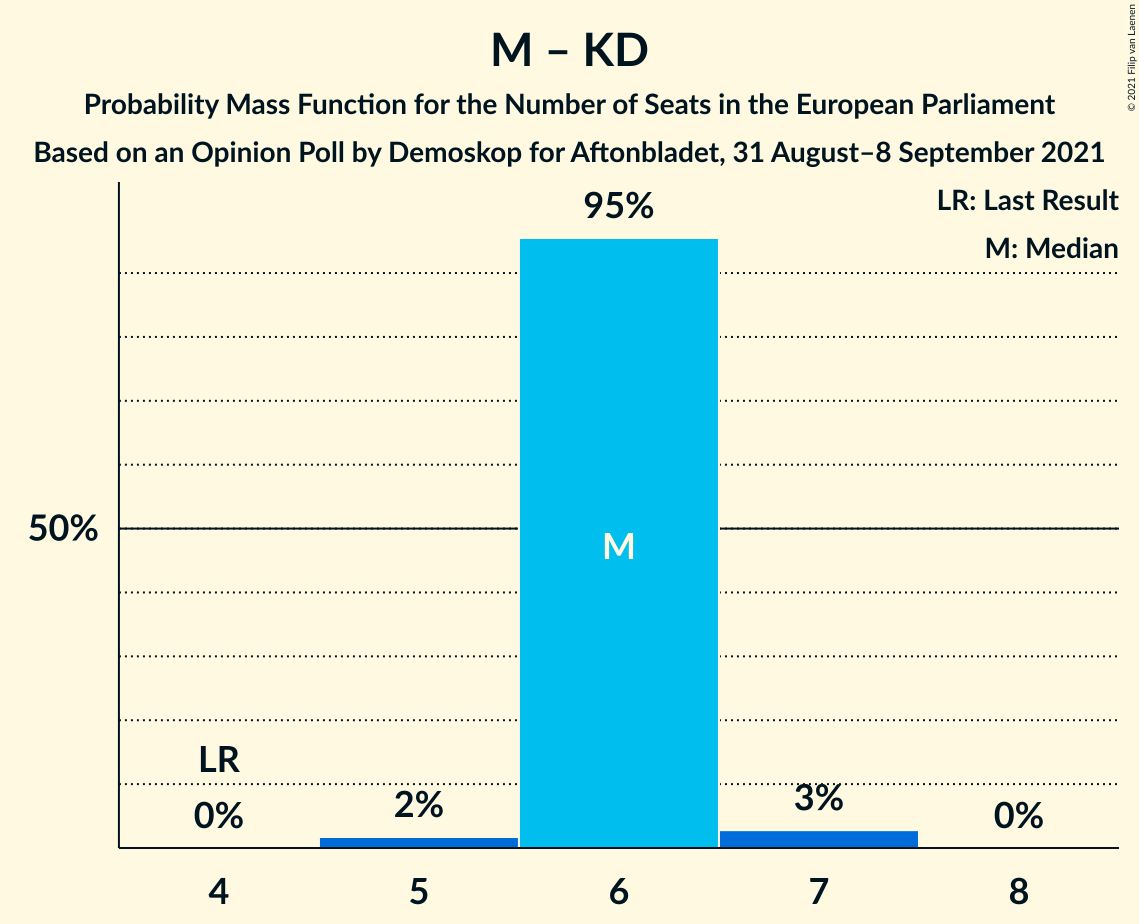 M – KD
Probability Mass Function for the Number of Seats in the European Parliament
Based on an Opinion Poll by Demoskop for Aftonbladet, 31 August–8 September 2021
© 2021 Filip van Laenen
LR: Last Result
M: Median
95%
50%
M
LR
0%
2%
3%
0%
4
5
6
7
8